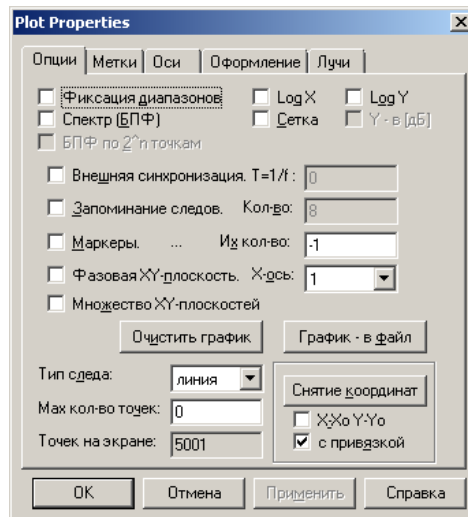 Plot Properties
Опции Метки Оси Оформление Лучи
Фиксация диапазонов Log X Log Y
Спектр (БПФ) Сетка Y - в [дБ]
БПФ по 2^n точкам
Внешняя синхронизация. T=1/f : 0
Запоминание следов. Кол-во: 8
Маркеры. ... Их кол-во: -1
Фазовая XY-плоскость. X-ось: 1
Множество XY-плоскостей
Очистить график График - в файл
Тип следа: линия
Снятие координат
Max кол-во точек: 0
X-Xo Y-Yo
Точек на экране: 5001
с привязкой
OK Отмена Применить Справка